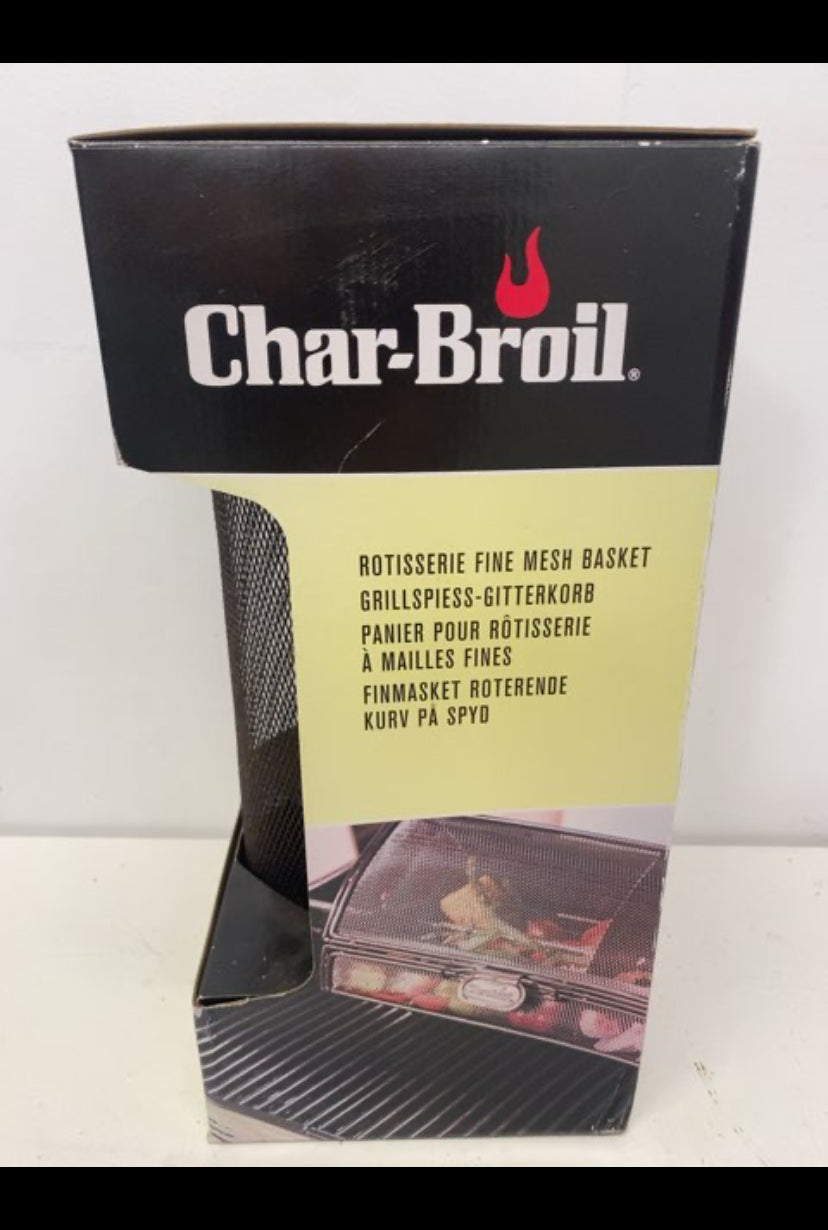 Char-Broil®
ROTISSERIE FINE MESH BASKET
GRILLSPIESS-GITTERKORB
PANIER POUR RÔTISSERIE
À MAILLES FINES
FINMASKET ROTERENDE
KURV PÅ SPYD